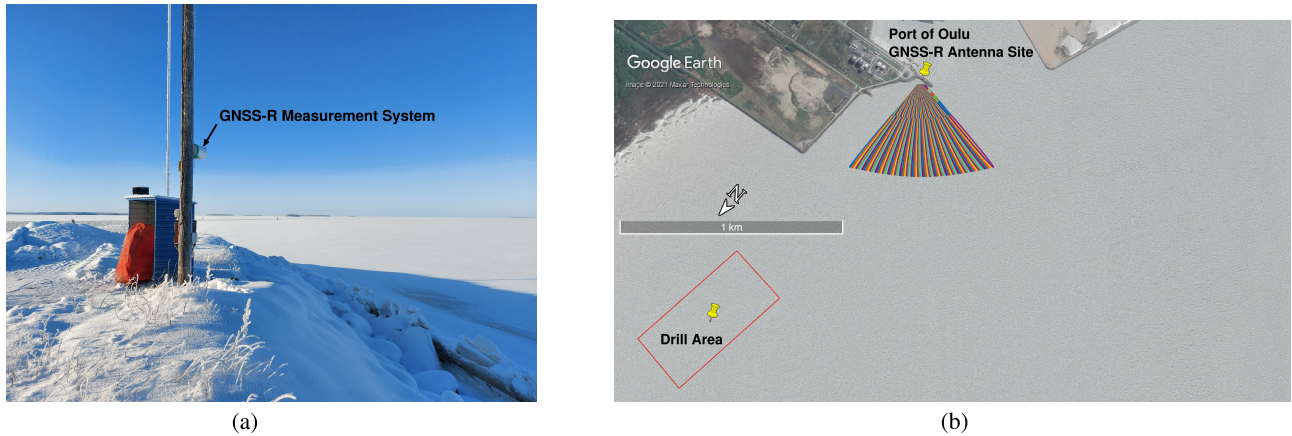 GNSS-R Measurement System
Port of Oulu
GNSS-R Antenna Site
Google Earth
Image © 2021 Maxar Technologies
N
1 km
Drill Area
(a)
(b)